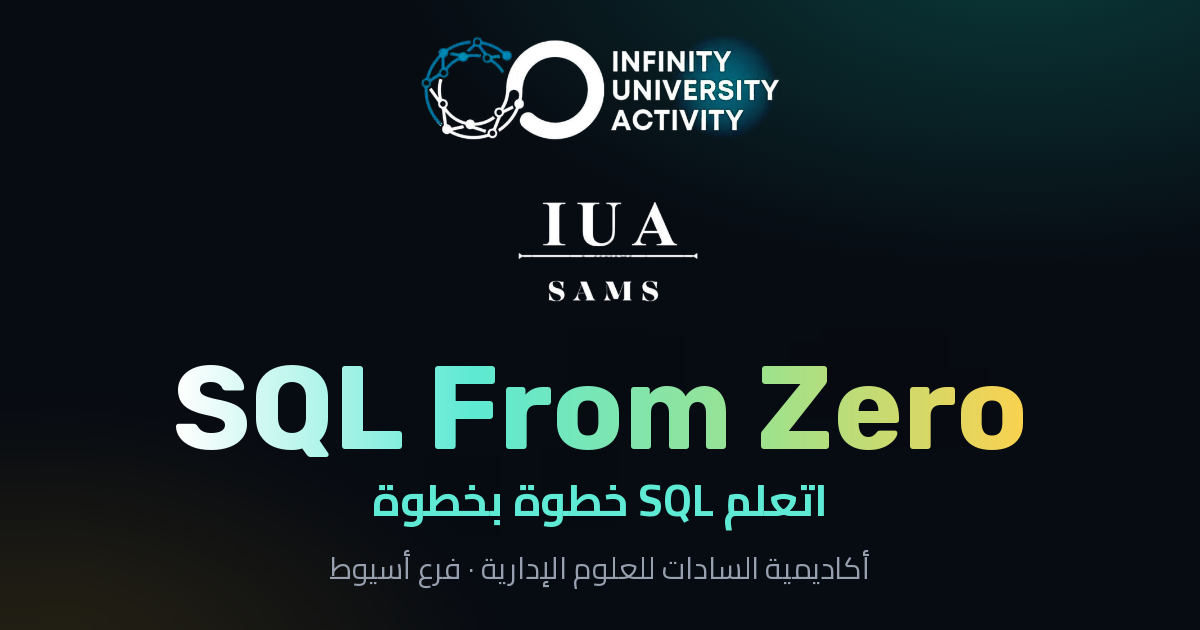 INFINITY
UNIVERSITY
ACTIVITY
IUA
SAMS
SQL From Zero
اتعلم SQL خطوة بخطوة
أكاديمية السادات للعلوم الإدارية · فرع أسيوط